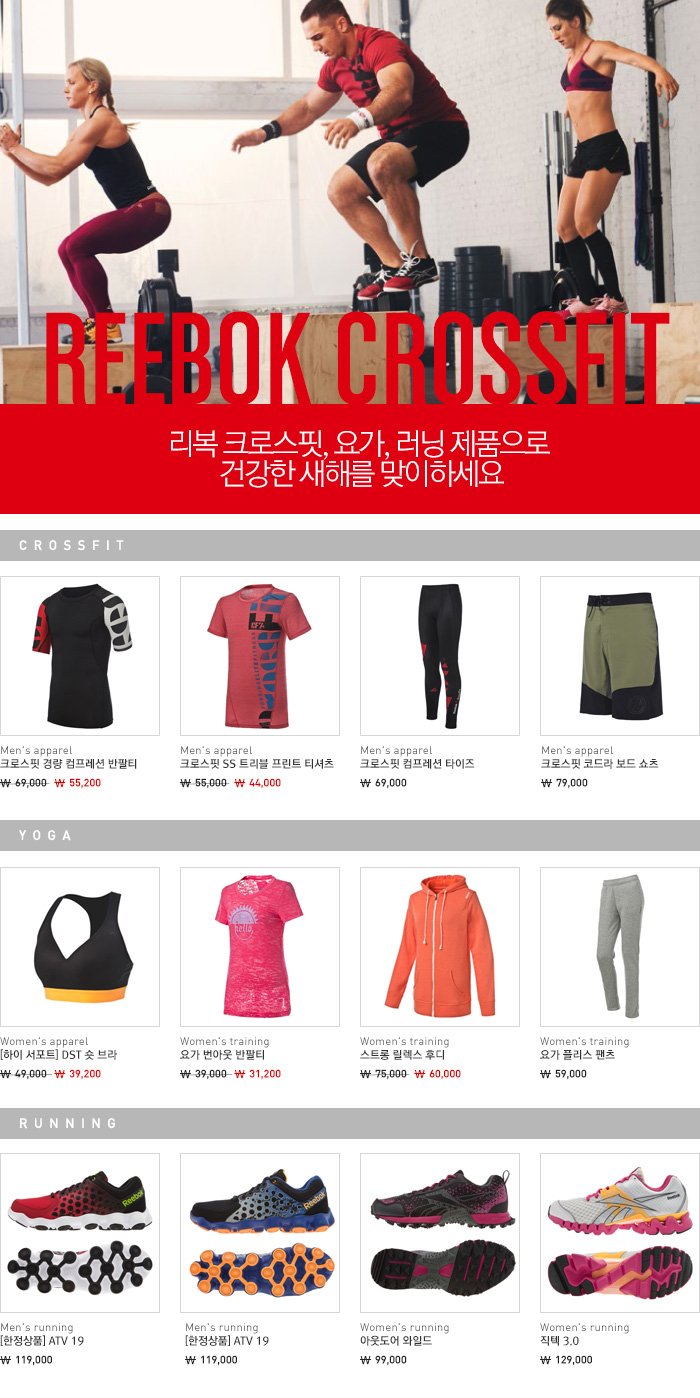 REEBOK CROSSFIT
리복 크로스핏, 요가, 러닝 제품으로
건강한 새해를 맞이하세요
CROSSFIT
Men's apparel
크로스핏 경량 컴프레션 반팔티
₩ 69,000 ₩ 55,200
Men's apparel
크로스핏 SS 트리블 프린트 티셔츠
₩ 55,000 ₩ 44,000
Men's apparel
크로스핏 컴프레션 타이즈
₩ 69,000
Men's apparel
크로스핏 코드라 보드 쇼츠
₩ 79,000
YOGA
Women's apparel
[하이 서포트] DST 숏 브라
₩ 49,000 ₩ 39,200
hello
Women's training
요가 번아웃 반팔티
₩ 39,000 ₩ 31,200
Women's training
스트롱 릴렉스 후디
₩ 75,000 ₩ 60,000
Women's training
요가 플리스 팬츠
₩ 59,000
RUNNING
Reebok
Men's running
[한정상품] ATV 19
₩ 119,000
Reebok
Men's running
[한정상품] ATV 19
₩ 119,000
Women's running
아웃도어 와일드
₩ 99,000
Women's running
직텍 3.0
₩ 129,000